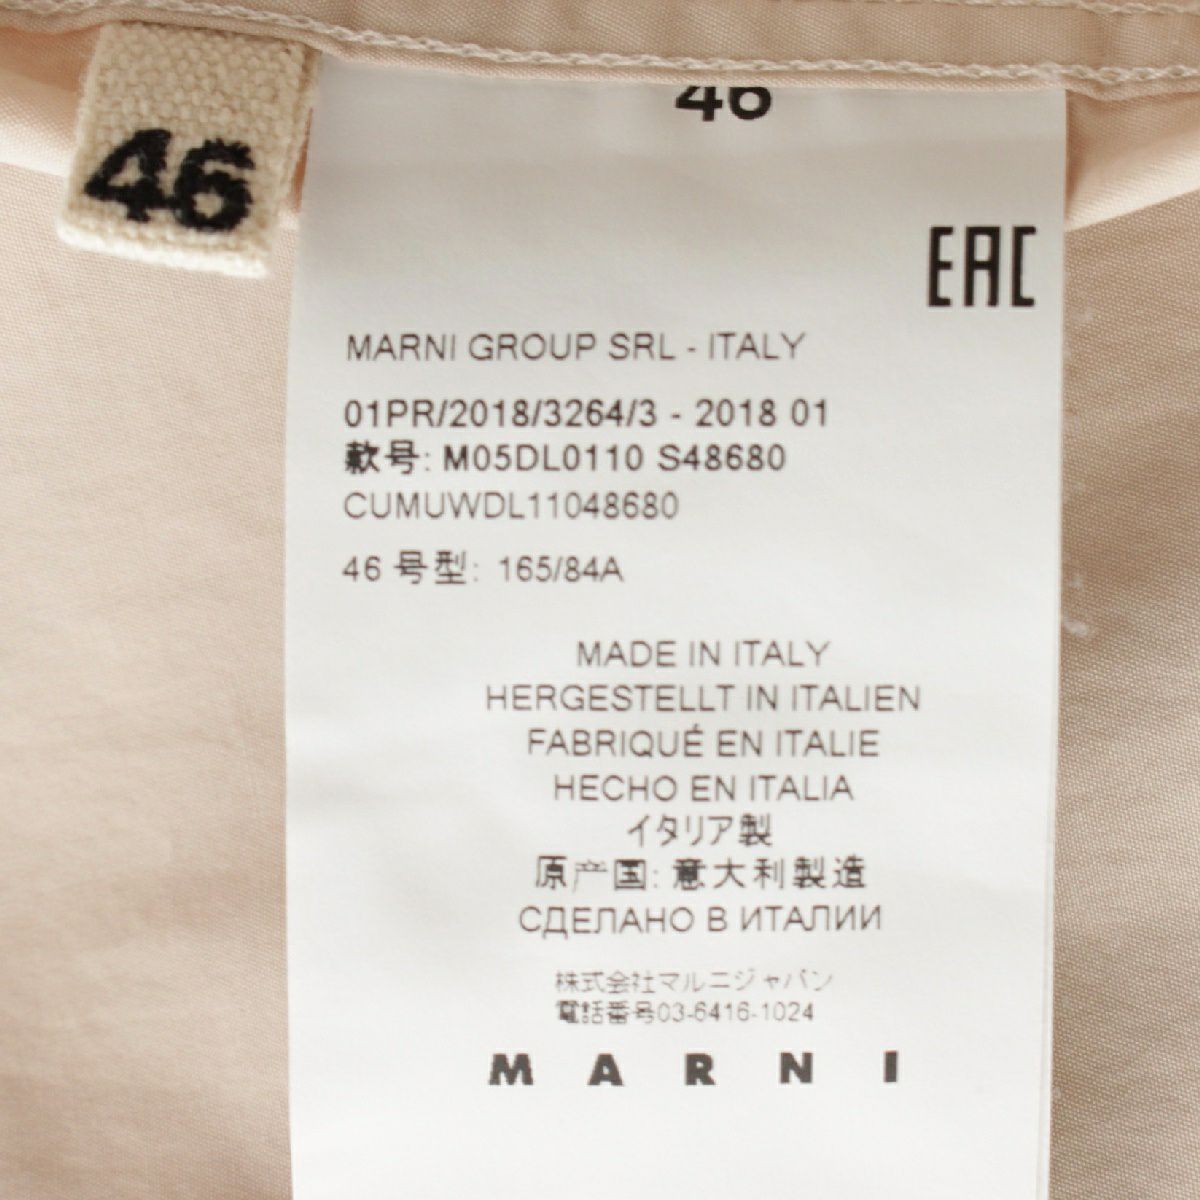 46
46
EAC
MARNI GROUP SRL - ITALY
01PR/2018/3264/3 - 2018 01
款号: M05DL0110 S48680
CUMUWDL11048680
46 号型: 165/84A
MADE IN ITALY
HERGESTELLT IN ITALIEN
FABRIQUÉ EN ITALIE
HECHO EN ITALIA
イタリア製
原产国: 意大利製造
СДЕЛАНО В ИТАЛИИ
株式会社マルニジャパン
電話番号03-6416-1024
MARNI